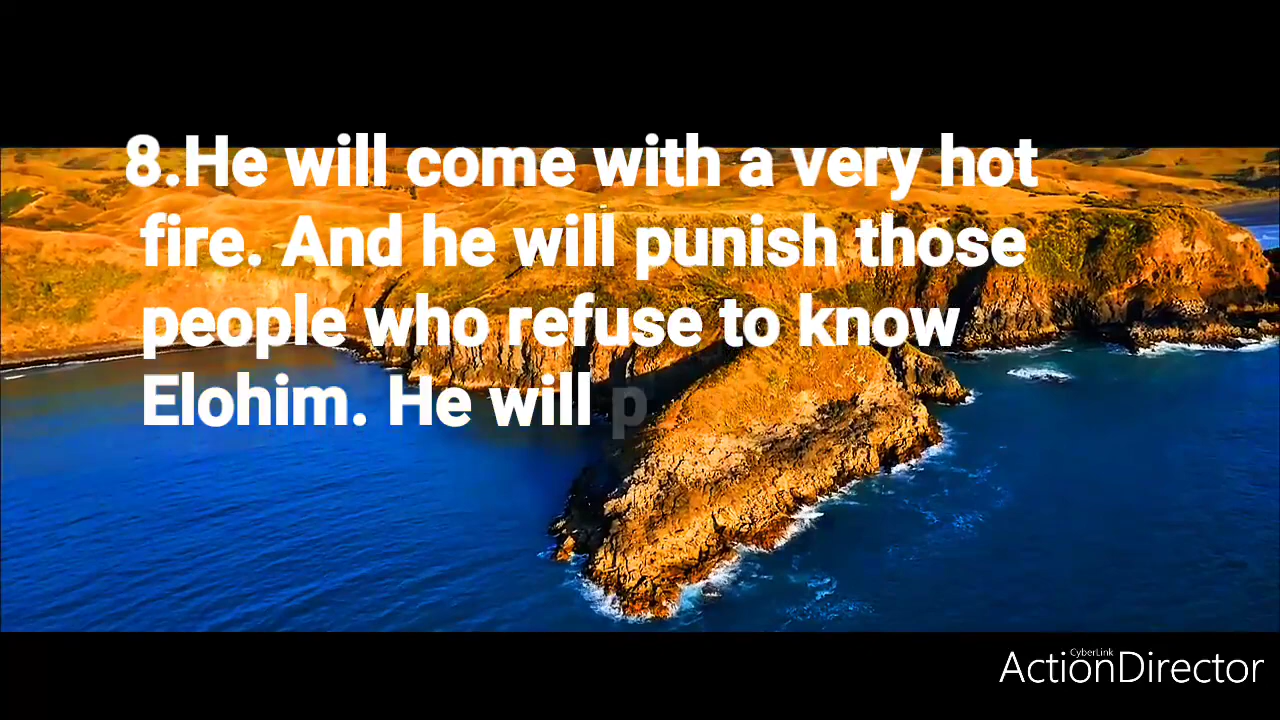 8.He will come with a very hot
fire. And he will punish those
people who refuse to know
Elohim. He will p
CyberLink
ActionDirector